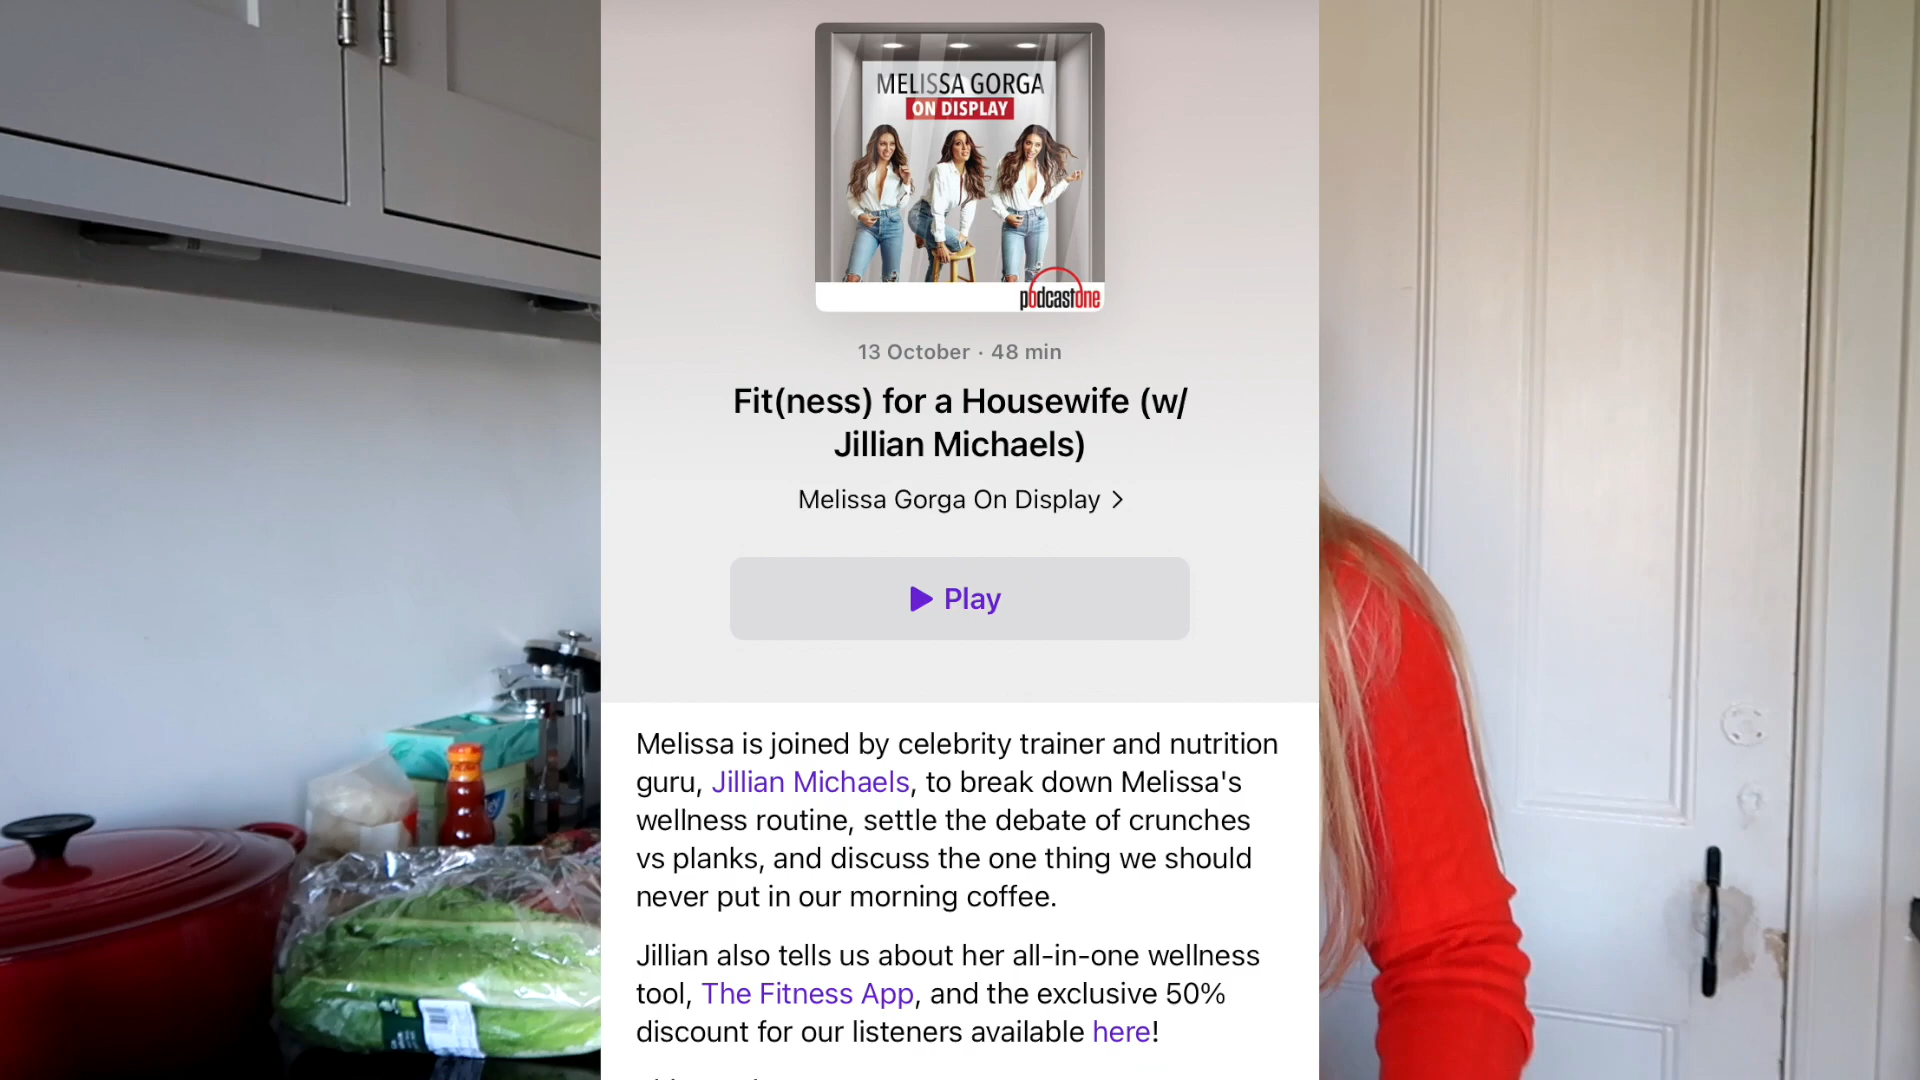 MELISSA GORGA
ON DISPLAY
podcastone
13 October · 48 min
Fit(ness) for a Housewife (w/
Jillian Michaels)
Melissa Gorga On Display
Play
Melissa is joined by celebrity trainer and nutrition
guru, Jillian Michaels, to break down Melissa's
wellness routine, settle the debate of crunches
vs planks, and discuss the one thing we should
never put in our morning coffee.
Jillian also tells us about her all-in-one wellness
tool, The Fitness App, and the exclusive 50%
discount for our listeners available here!